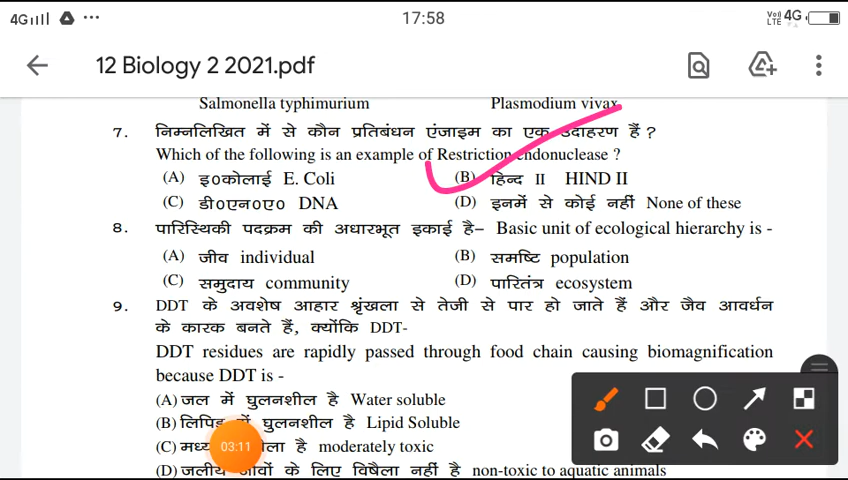 4G 17:58 Vo) LTE 4G
12 Biology 2 2021.pdf
Salmonella typhimurium Plasmodium vivax
7. निम्नलिखित में से कौन प्रतिबंधन एंजाइम का एक उदाहरण हैं ?
Which of the following is an example of Restriction endonuclease ?
(A) इ०कोलाई E. Coli (B) हिन्द II HIND II
(C) डी०एन०ए० DNA (D) इनमें से कोई नहीं None of these
8. पारिस्थिकी पदक्रम की अधारभूत इकाई है– Basic unit of ecological hierarchy is -
(A) जीव individual (B) समष्टि population
(C) समुदाय community (D) पारितंत्र ecosystem
9. DDT के अवशेष आहार श्रृंखला से तेजी से पार हो जाते हैं और जैव आवर्धन
के कारक बनते हैं, क्योंकि DDT-
DDT residues are rapidly passed through food chain causing biomagnification
because DDT is -
(A) जल में घुलनशील है Water soluble
(B) लिपिड घुलनशील है Lipid Soluble
(C) है moderately toxic
03:11
(D) जलीय के लिए विषैला नहीं है non-toxic to aquatic animals